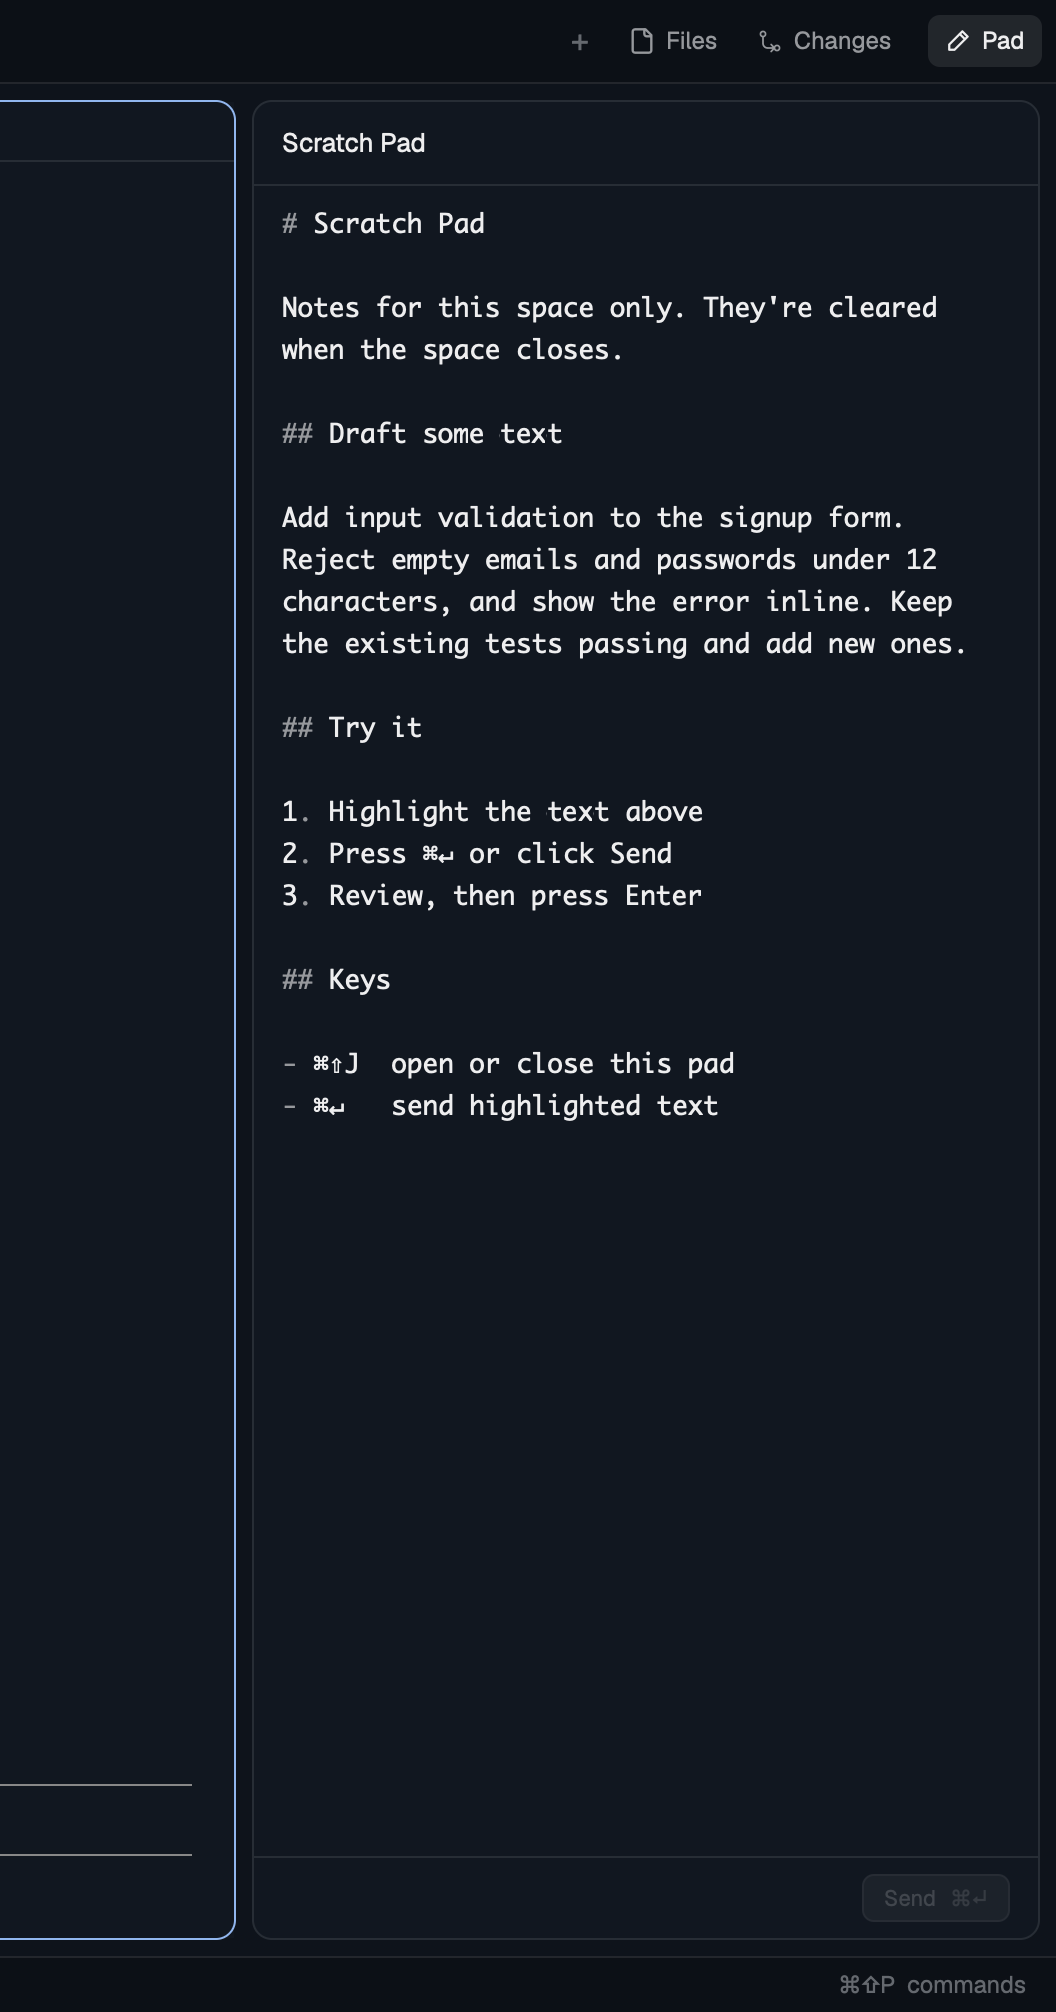 + Files Changes Pad
Scratch Pad
# Scratch Pad
Notes for this space only. They're cleared
when the space closes.
## Draft some text
Add input validation to the signup form.
Reject empty emails and passwords under 12
characters, and show the error inline. Keep
the existing tests passing and add new ones.
## Try it
1. Highlight the text above
2. Press ⌘↵ or click Send
3. Review, then press Enter
## Keys
- ⌘⇧J  open or close this pad
- ⌘↵   send highlighted text
Send ⌘↵
⌘⇧P commands